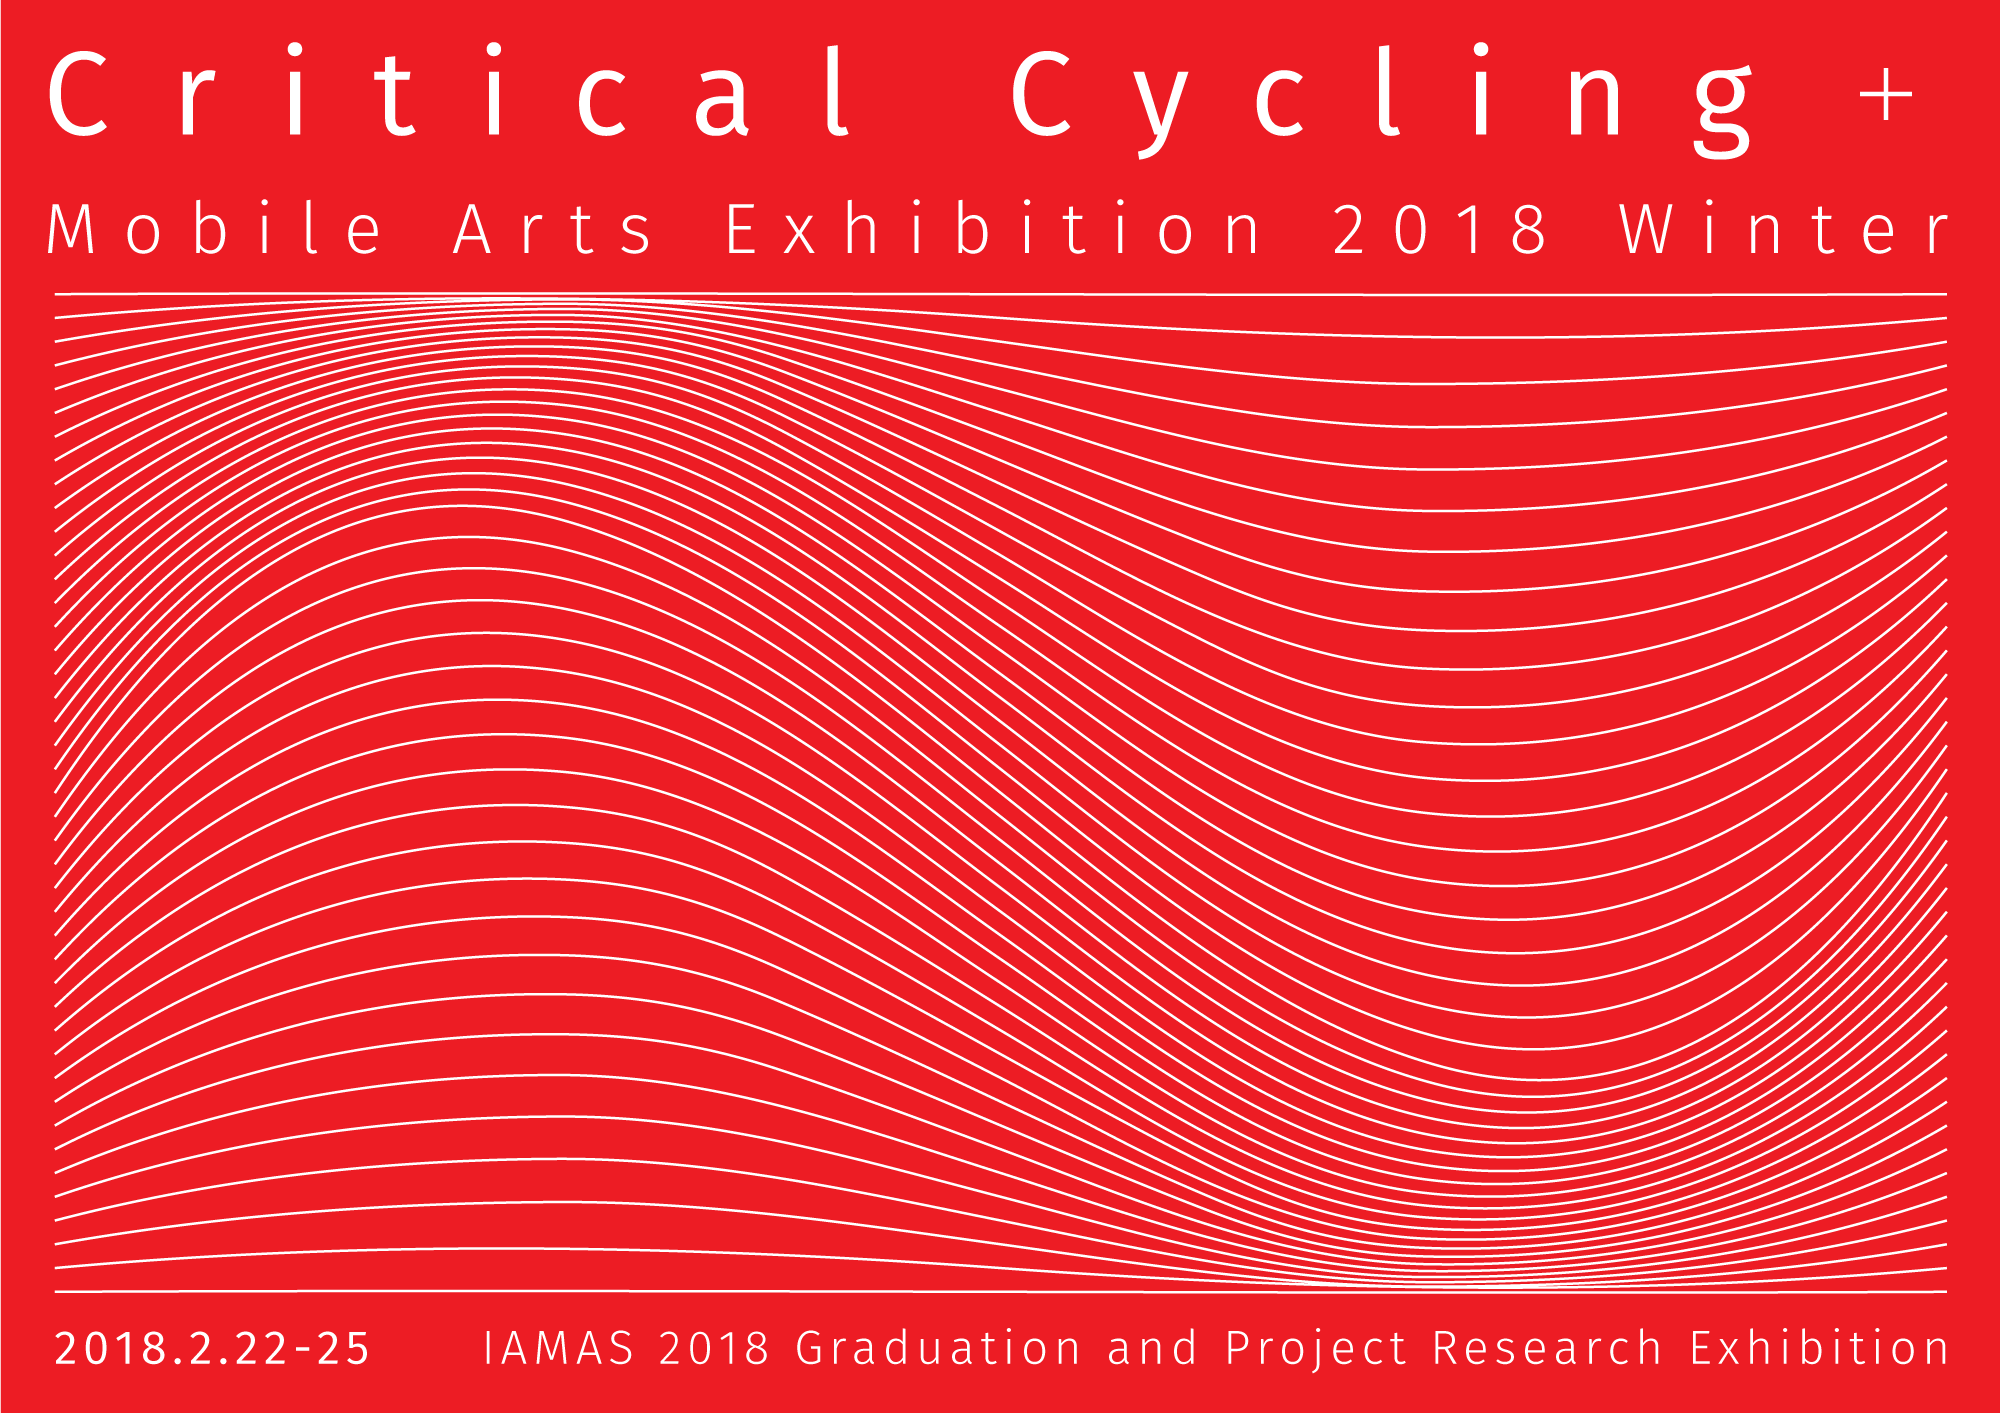 Critical Cycling +
Mobile Arts Exhibition 2018 Winter
2018.2.22-25 IAMAS 2018 Graduation and Project Research Exhibition